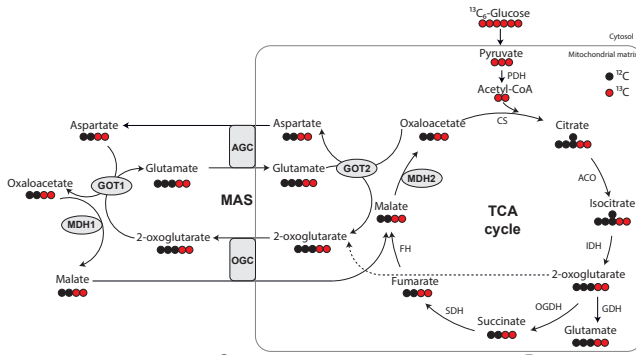 ¹³C₆-Glucose
Cytosol
Mitochondrial matrix
Pyruvate
¹²C
¹³C
PDH
Acetyl-CoA
Aspartate
Aspartate
Oxaloacetate
CS
Citrate
AGC
GOT2
Glutamate
Glutamate
ACO
GOT1
MDH2
Oxaloacetate
MAS
Malate
TCA
cycle
Isocitrate
MDH1
2-oxoglutarate
2-oxoglutarate
FH
IDH
OGC
Malate
Fumarate
2-oxoglutarate
SDH
OGDH
GDH
Succinate
Glutamate